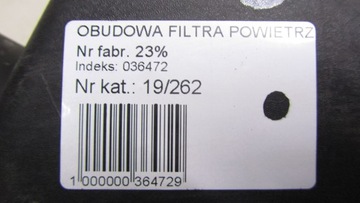 OBUDOWA FILTRA POWIETRZ
Nr fabr. 23%
Indeks: 036472
Nr kat.: 19/262
1 000000 364729